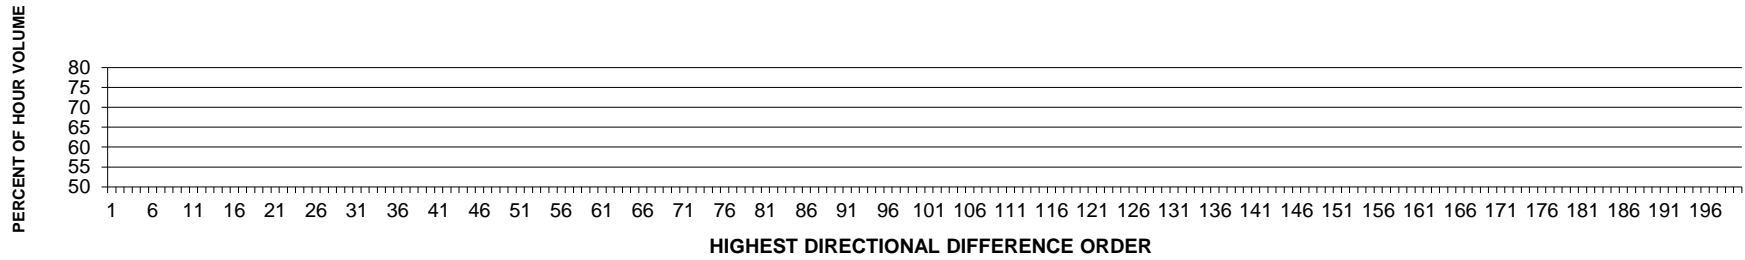 PERCENT OF HOUR VOLUME
80
75
70
65
60
55
50
1 6 11 16 21 26 31 36 41 46 51 56 61 66 71 76 81 86 91 96 101 106 111 116 121 126 131 136 141 146 151 156 161 166 171 176 181 186 191 196
HIGHEST DIRECTIONAL DIFFERENCE ORDER